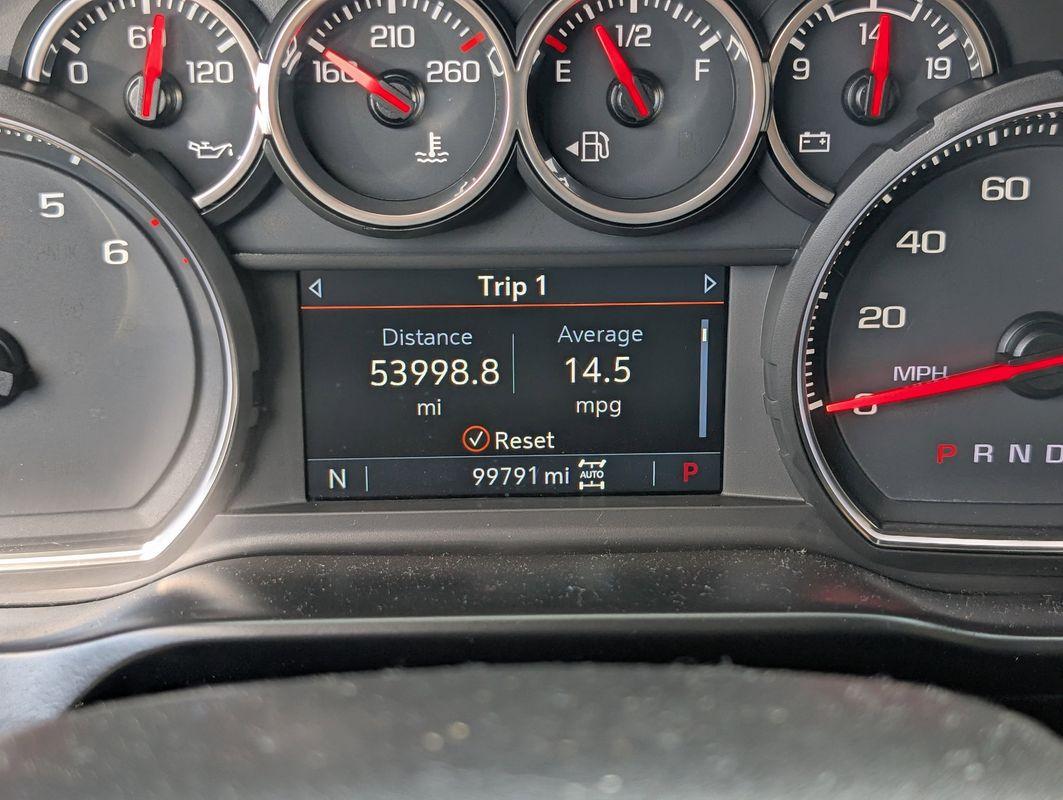 60
0 120
210
160 260
1/2
E F
14
9 19
5
6
60
40
20
MPH
0
P R N D
Trip 1
Distance Average
53998.8 14.5
mi mpg
Reset
N 99791 mi AUTO P